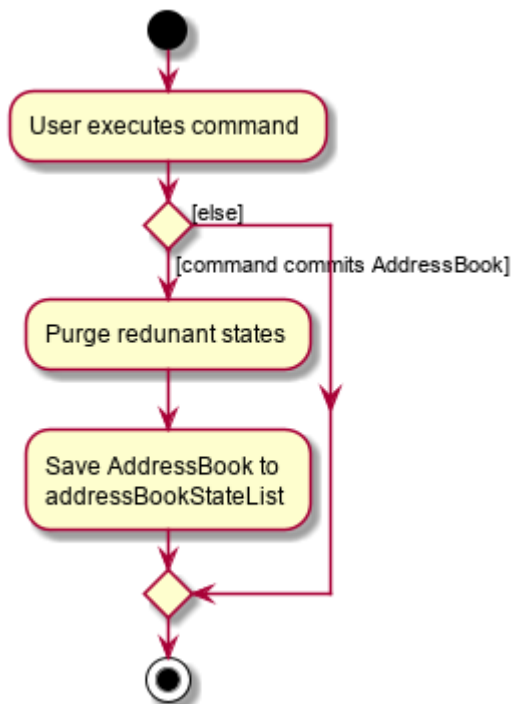 User executes command
[else]
[command commits AddressBook]
Purge redunant states
Save AddressBook to
addressBookStateList